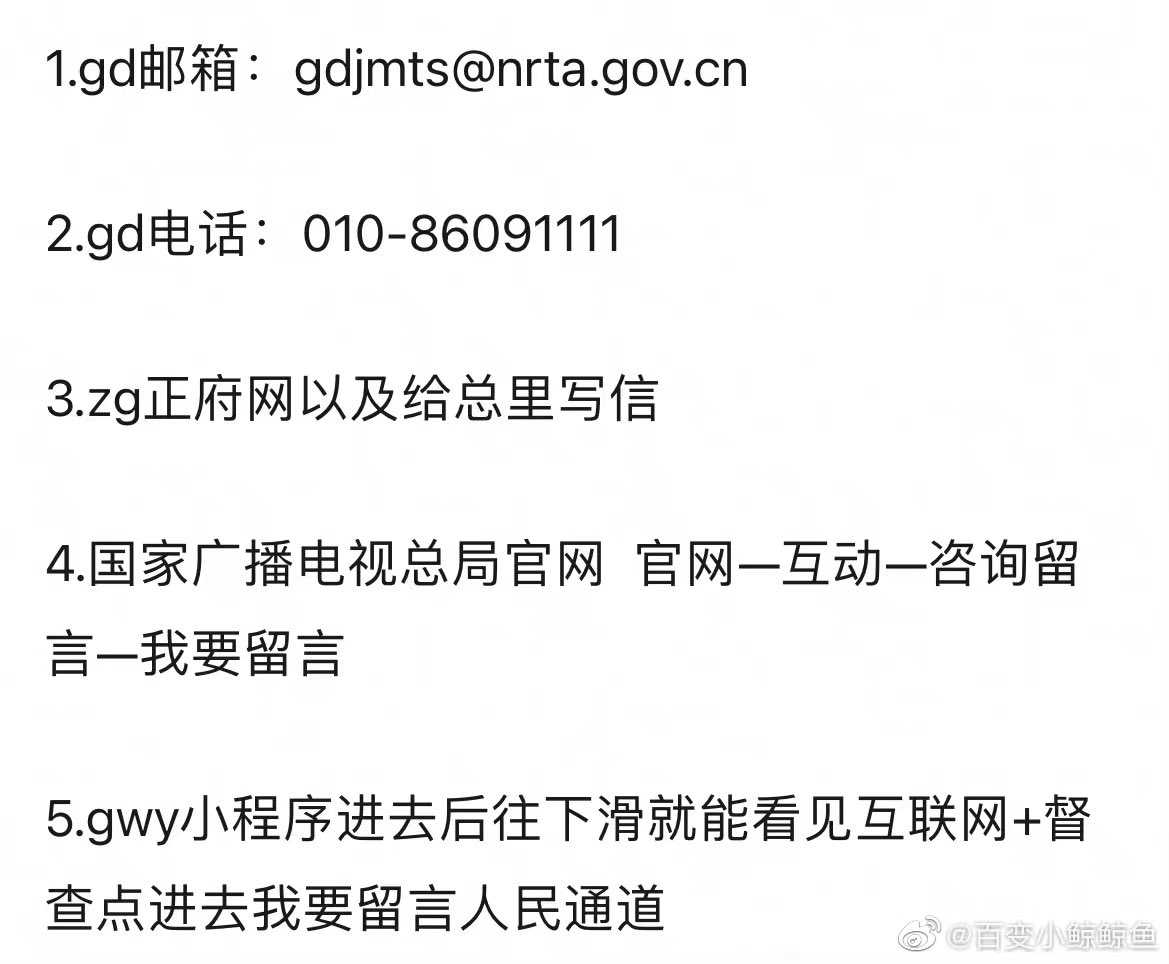 1.gd邮箱：gdjmts@nrta.gov.cn
2.gd电话：010-86091111
3.zg正府网以及给总里写信
4.国家广播电视总局官网 官网—互动—咨询留
言—我要留言
5.gwy小程序进去后往下滑就能看见互联网+督
查点进去我要留言人民通道
@百变小鲸鲸鱼